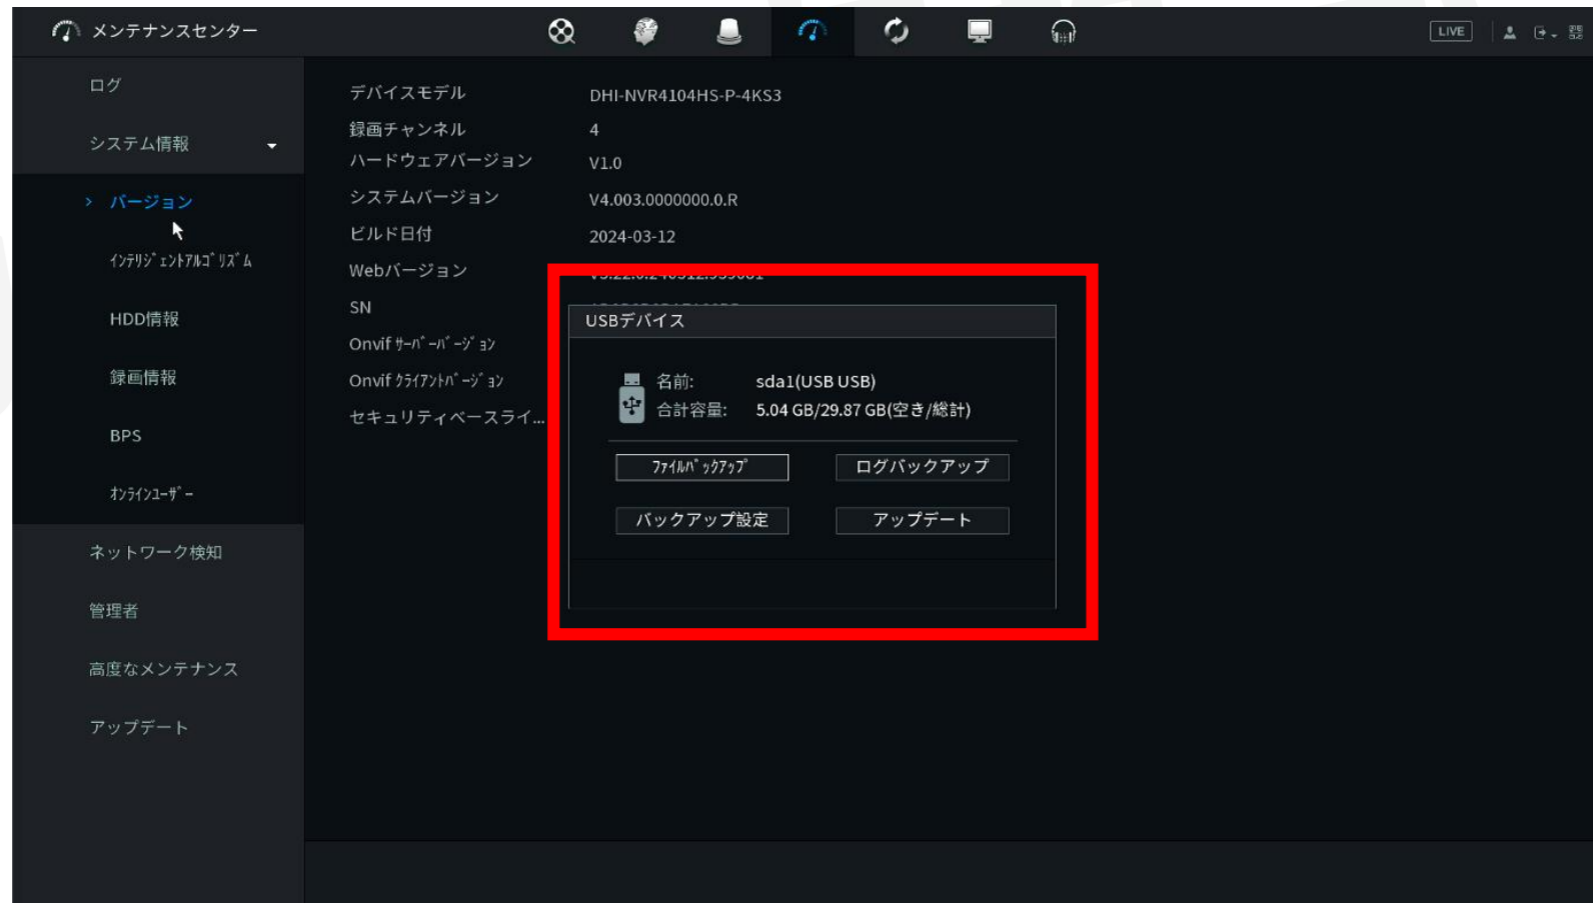 メンテナンスセンター
LIVE
ログ
システム情報
バージョン
ｲﾝﾃﾘｼﾞｪﾝﾄｱﾙｺﾞﾘｽﾞﾑ
HDD情報
録画情報
BPS
ｵﾝﾗｲﾝﾕｰｻﾞｰ
ネットワーク検知
管理者
高度なメンテナンス
アップデート
デバイスモデル DHI-NVR4104HS-P-4KS3
録画チャンネル 4
ハードウェアバージョン V1.0
システムバージョン V4.003.0000000.0.R
ビルド日付 2024-03-12
Webバージョン
SN
Onvif ｻｰﾊﾞｰﾊﾞｰｼﾞｮﾝ
Onvif ｸﾗｲｱﾝﾄﾊﾞｰｼﾞｮﾝ
セキュリティベースライ...
USBデバイス
名前: sda1(USB USB)
合計容量: 5.04 GB/29.87 GB(空き/総計)
ﾌｧｲﾙﾊﾞｯｸｱｯﾌﾟ ログバックアップ
バックアップ設定 アップデート